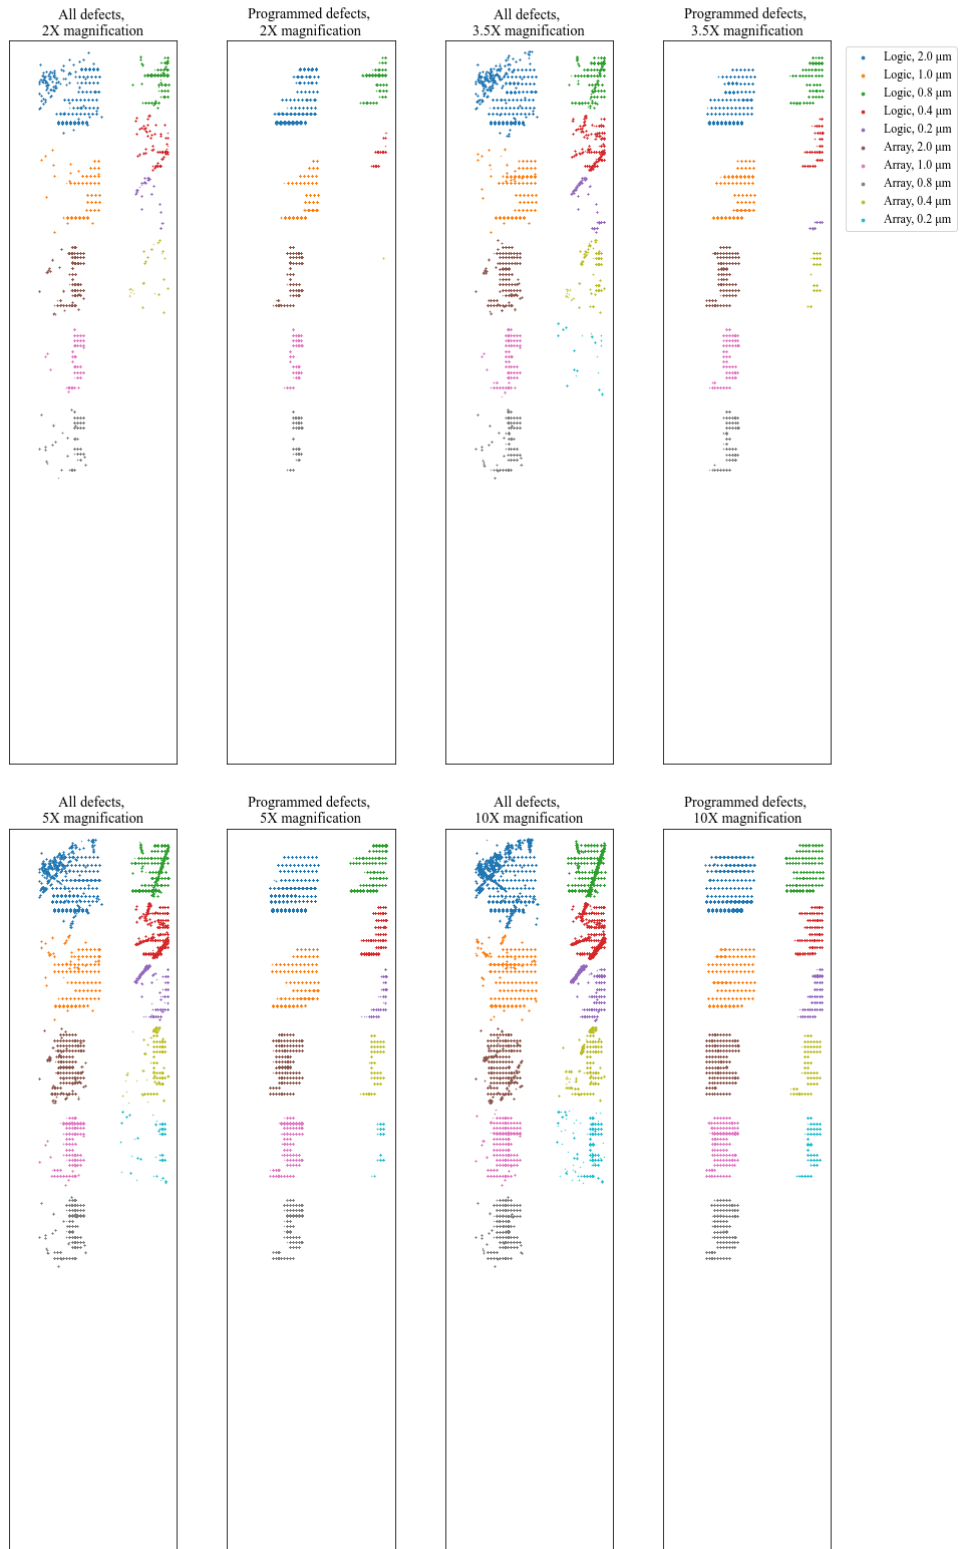 All defects,
2X magnification
Programmed defects,
2X magnification
All defects,
3.5X magnification
Programmed defects,
3.5X magnification
Logic, 2.0 μm
Logic, 1.0 μm
Logic, 0.8 μm
Logic, 0.4 μm
Logic, 0.2 μm
Array, 2.0 μm
Array, 1.0 μm
Array, 0.8 μm
Array, 0.4 μm
Array, 0.2 μm
All defects,
5X magnification
Programmed defects,
5X magnification
All defects,
10X magnification
Programmed defects,
10X magnification